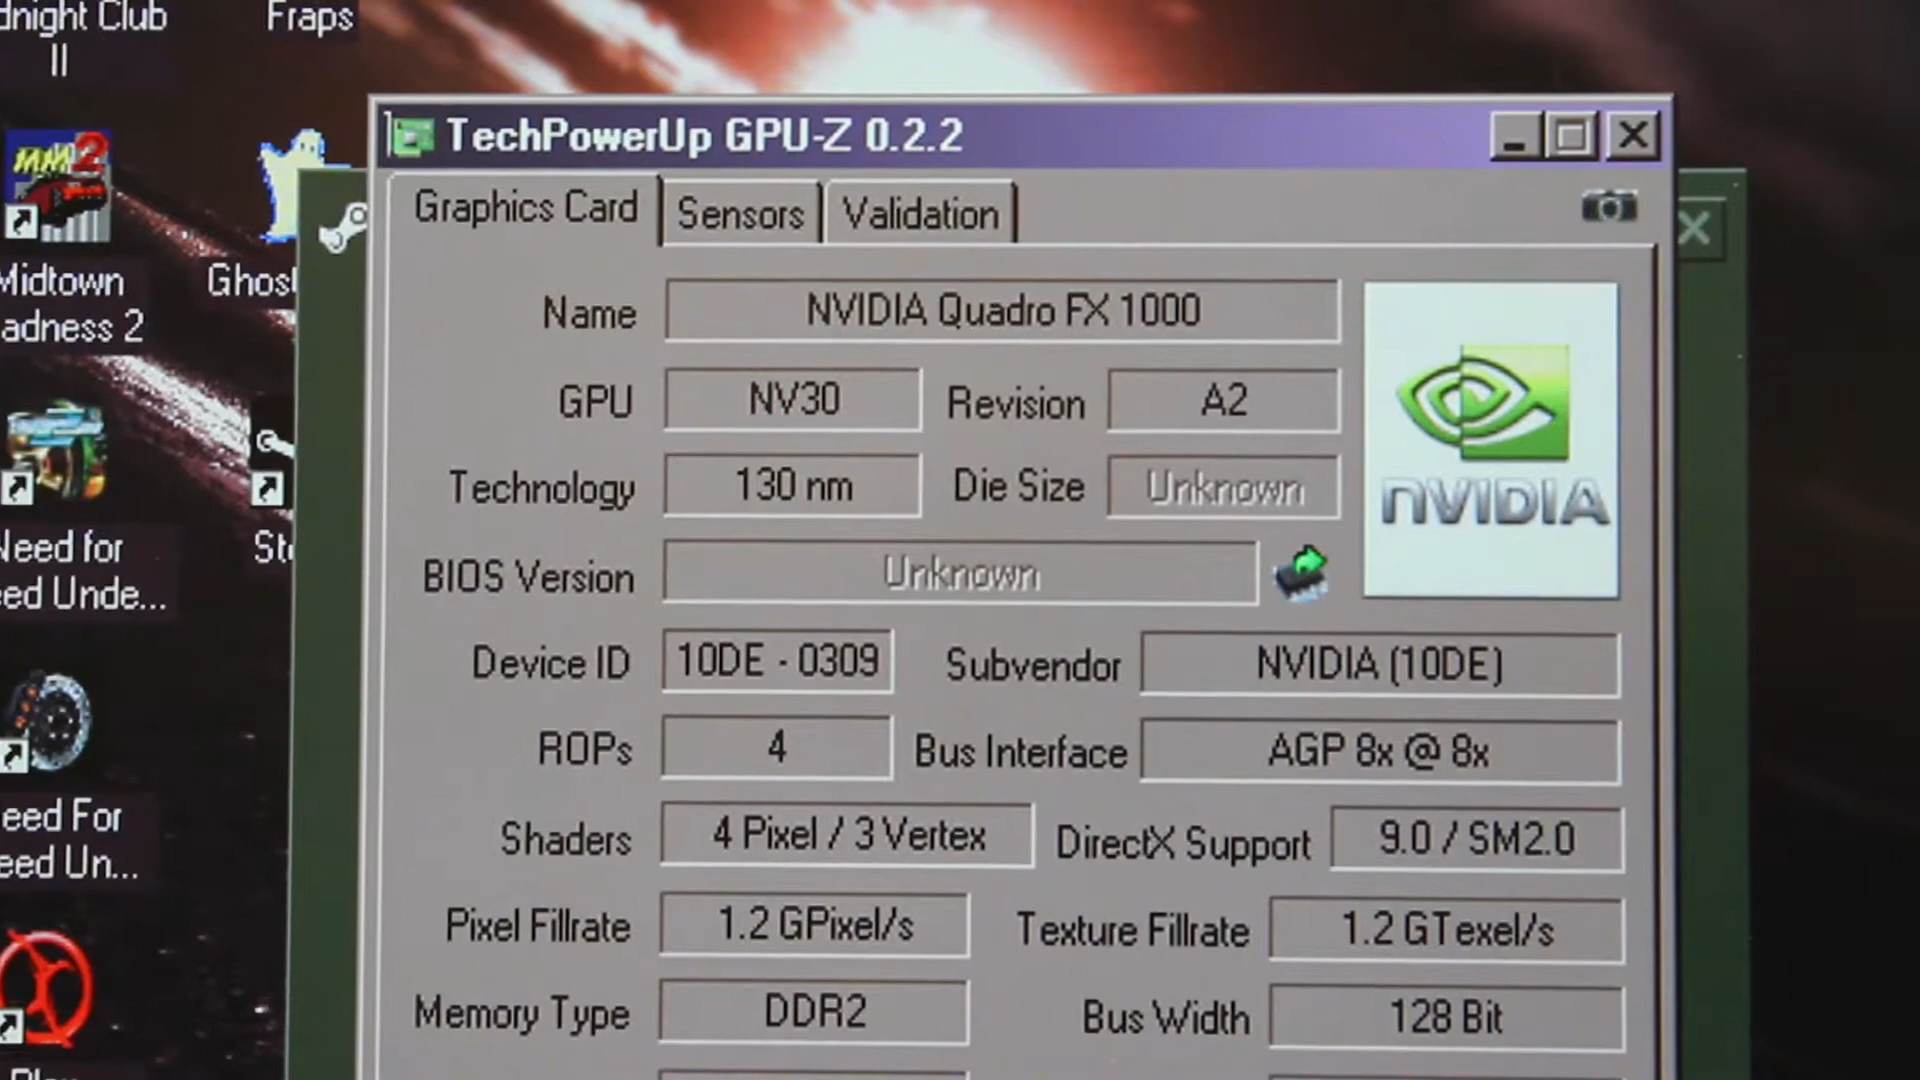 dnight Club
II
Fraps
MM2
Midtown
adness 2
Ghost
Need for
eed Unde...
eed For
eed Un...
TechPowerUp GPU-Z 0.2.2
Graphics Card
Sensors
Validation
Name
NVIDIA Quadro FX 1000
GPU
NV30
Revision
A2
Technology
130 nm
Die Size
Unknown
nVIDIA
BIOS Version
Unknown
Device ID
10DE - 0309
Subvendor
NVIDIA (10DE)
ROPs
4
Bus Interface
AGP 8x @ 8x
Shaders
4 Pixel / 3 Vertex
DirectX Support
9.0 / SM2.0
Pixel Fillrate
1.2 GPixel/s
Texture Fillrate
1.2 GTexel/s
Memory Type
DDR2
Bus Width
128 Bit